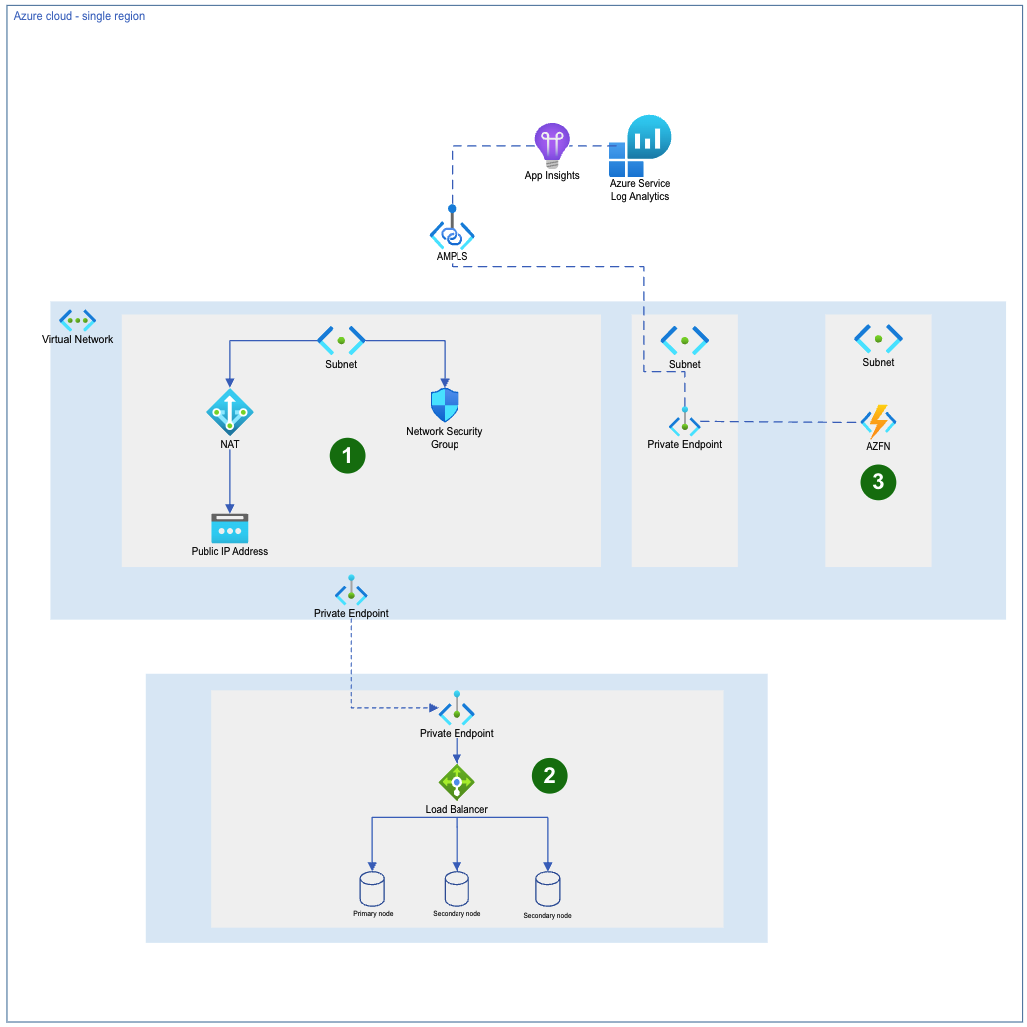 Azure cloud - single region
App Insights
Azure Service
Log Analytics
AMPLS
Virtual Network
Subnet
Subnet
Subnet
NAT
Network Security
Group
Private Endpoint
AZFN
1
3
Public IP Address
Private Endpoint
Private Endpoint
2
Load Balancer
Primary node
Secondary node
Secondary node